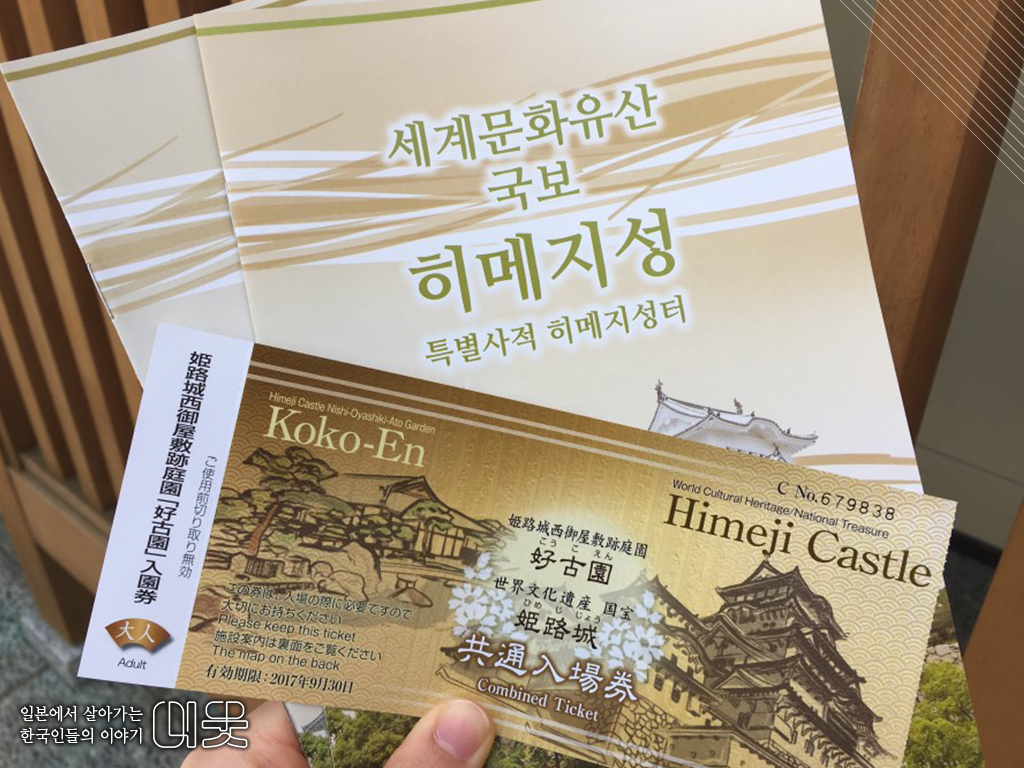 세계문화유산
국보
히메지성
특별사적 히메지성터
姫路城西御屋敷跡庭園「好古園」入園券
ご使用前切り取り無効
大人
Adult
Himeji Castle Nishi-Oyashiki-Ato Garden
Koko-En
この券は、入場の際に必要ですので
大切にお持ちください
Please keep this ticket
施設案内は裏面をご覧ください
The map on the back
有効期限:2017年9月30日
姫路城西御屋敷跡庭園
こうこえん
好古園
世界文化遺産 国宝
ひめじじょう
姫路城
共通入場券
Combined Ticket
C No.679838
World Cultural Heritage/National Treasure
Himeji Castle
일본에서 살아가는
한국인들의 이야기